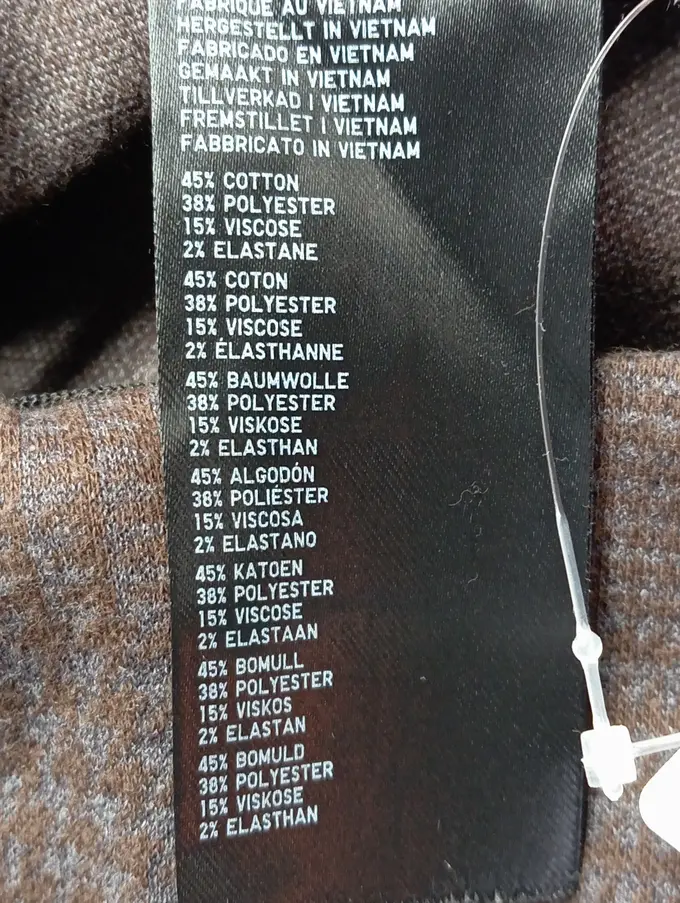 FABRIQUÉ AU VIETNAM
HERGESTELLT IN VIETNAM
FABRICADO EN VIETNAM
GEMAAKT IN VIETNAM
TILLVERKAD I VIETNAM
FREMSTILLET I VIETNAM
FABBRICATO IN VIETNAM
45% COTTON
38% POLYESTER
15% VISCOSE
2% ELASTANE
45% COTON
38% POLYESTER
15% VISCOSE
2% ÉLASTHANNE
45% BAUMWOLLE
38% POLYESTER
15% VISKOSE
2% ELASTHAN
45% ALGODÓN
38% POLIÉSTER
15% VISCOSA
2% ELASTANO
45% KATOEN
38% POLYESTER
15% VISCOSE
2% ELASTAAN
45% BOMULL
38% POLYESTER
15% VISKOS
2% ELASTAN
45% BOMULD
38% POLYESTER
15% VISKOSE
2% ELASTHAN